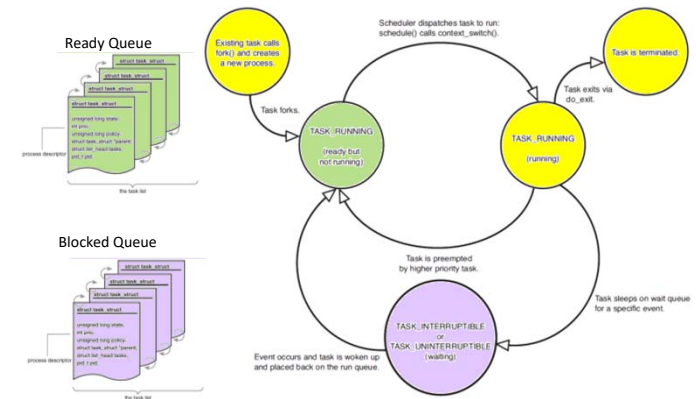 Ready Queue
struct task_struct
struct task_struct
struct task_struct
struct task_struct
unsigned long state;
int prio;
unsigned long policy;
struct task_struct *parent;
struct list_head tasks;
pid_t pid;
process descriptor
the task list
Blocked Queue
struct task_struct
struct task_struct
struct task_struct
struct task_struct
unsigned long state;
int prio;
unsigned long policy;
struct task_struct *parent;
struct list_head tasks;
pid_t pid;
process descriptor
the task list
Existing task calls
fork() and creates
a new process.
Task forks.
Scheduler dispatches task to run:
schedule() calls context_switch().
Task is terminated.
Task exits via
do_exit.
TASK_RUNNING
(ready but
not running)
TASK_RUNNING
(running)
Task is preempted
by higher priority task.
Task sleeps on wait queue
for a specific event.
TASK_INTERRUPTIBLE
or
TASK_UNINTERRUPTIBLE
(waiting)
Event occurs and task is woken up
and placed back on the run queue.